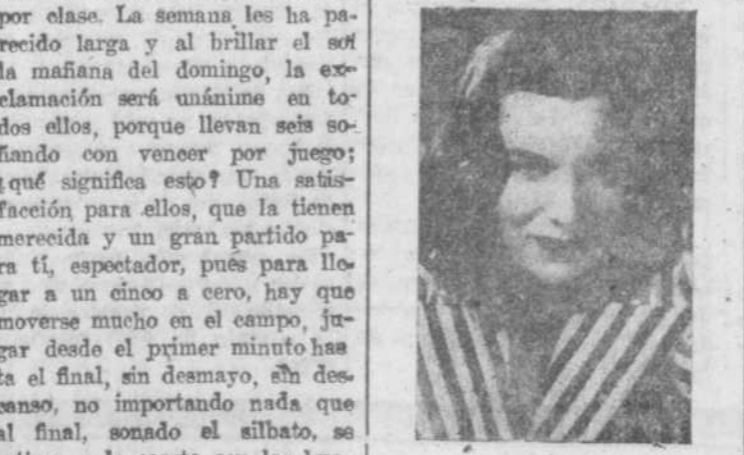 por clase. La semana les ha pa-
recido larga y al brillar el sol
la mañana del domingo, la ex-
clamación será unánime en to-
dos ellos, porque llevan seis so-
ñando con vencer por juego;
¿qué significa esto? Una satis-
facción para ellos, que la tienen
merecida y un gran partido pa-
ra tí, espectador, pues para lle-
gar a un cinco a cero, hay que
moverse mucho en el campo, ju-
gar desde el primer minuto has
ta el final, sin desmayo, sin des-
canso, no importando nada que
al final, sonado el silbato, se